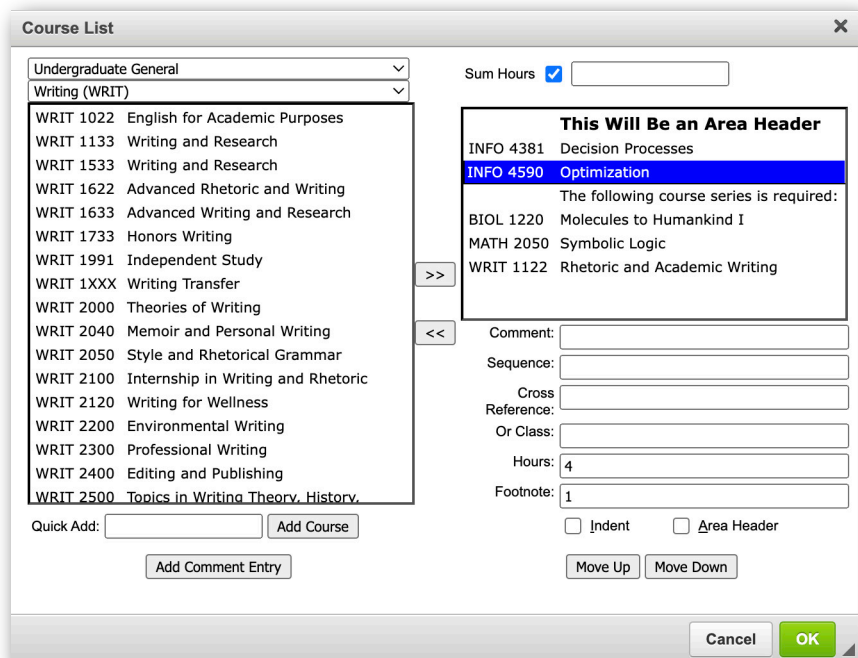 Course List
Undergraduate General
Writing (WRIT)
WRIT 1022 English for Academic Purposes
WRIT 1133 Writing and Research
WRIT 1533 Writing and Research
WRIT 1622 Advanced Rhetoric and Writing
WRIT 1633 Advanced Writing and Research
WRIT 1733 Honors Writing
WRIT 1991 Independent Study
WRIT 1XXX Writing Transfer
WRIT 2000 Theories of Writing
WRIT 2040 Memoir and Personal Writing
WRIT 2050 Style and Rhetorical Grammar
WRIT 2100 Internship in Writing and Rhetoric
WRIT 2120 Writing for Wellness
WRIT 2200 Environmental Writing
WRIT 2300 Professional Writing
WRIT 2400 Editing and Publishing
WRIT 2500 Topics in Writing Theory, History,
Quick Add:
Add Course
Add Comment Entry
>>
<<
Sum Hours
This Will Be an Area Header
INFO 4381 Decision Processes
INFO 4590 Optimization
The following course series is required:
BIOL 1220 Molecules to Humankind I
MATH 2050 Symbolic Logic
WRIT 1122 Rhetoric and Academic Writing
Comment:
Sequence:
Cross
Reference:
Or Class:
Hours: 4
Footnote: 1
Indent
Area Header
Move Up
Move Down
Cancel
OK